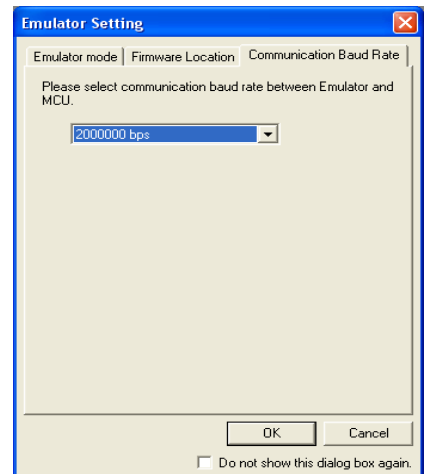 Emulator Setting
Emulator mode Firmware Location Communication Baud Rate
Please select communication baud rate between Emulator and
MCU.
2000000 bps
OK Cancel
Do not show this dialog box again.